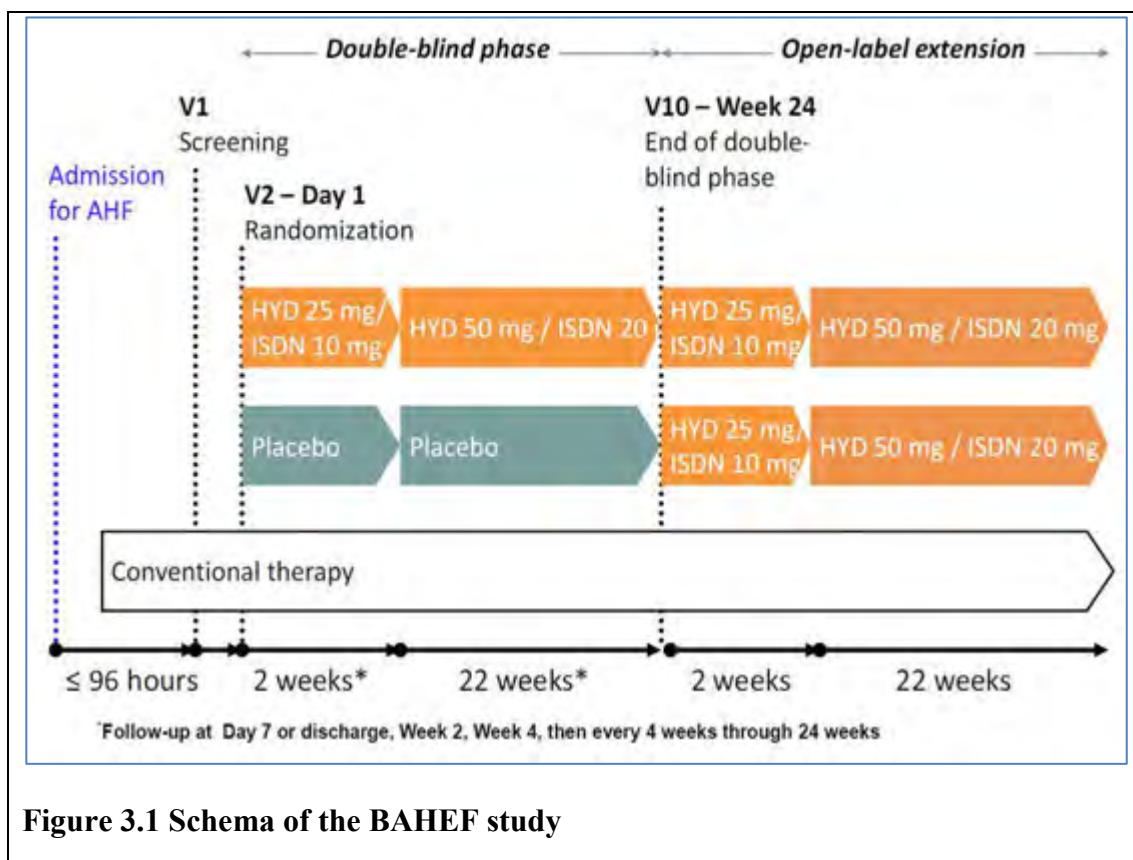 Double-blind phase
Open-label extension
V1
Screening
V10 – Week 24
End of double-
blind phase
Admission
for AHF
V2 – Day 1
Randomization
HYD 25 mg/
ISDN 10 mg
HYD 50 mg / ISDN 20
HYD 25 mg/
ISDN 10 mg
HYD 50 mg / ISDN 20 mg
Placebo
Placebo
HYD 25 mg/
ISDN 10 mg
HYD 50 mg / ISDN 20 mg
Conventional therapy
≤ 96 hours
2 weeks*
22 weeks*
2 weeks
22 weeks
*Follow-up at Day 7 or discharge, Week 2, Week 4, then every 4 weeks through 24 weeks
Figure 3.1 Schema of the BAHEF study